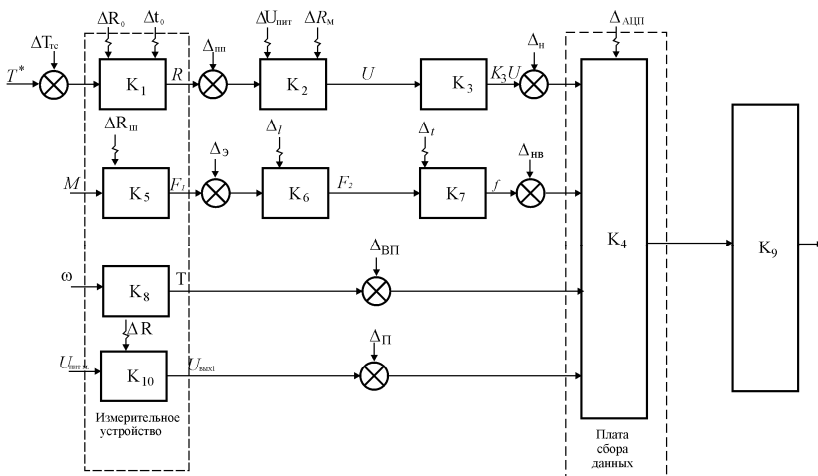 ΔR₀ Δt₀ ΔUпит ΔRм ΔАЦП
ΔTтс Δпп Δн
T* K₁ R K₂ U K₃ K₃U
ΔRш Δэ Δl Δt Δнв
M K₅ F₁ K₆ F₂ K₇ f
K₄ K₉
ΔВП
ω K₈ T
ΔR ΔП
Uпит м. K₁₀ Uвых1
Измерительное
устройство
Плата
сбора
данных